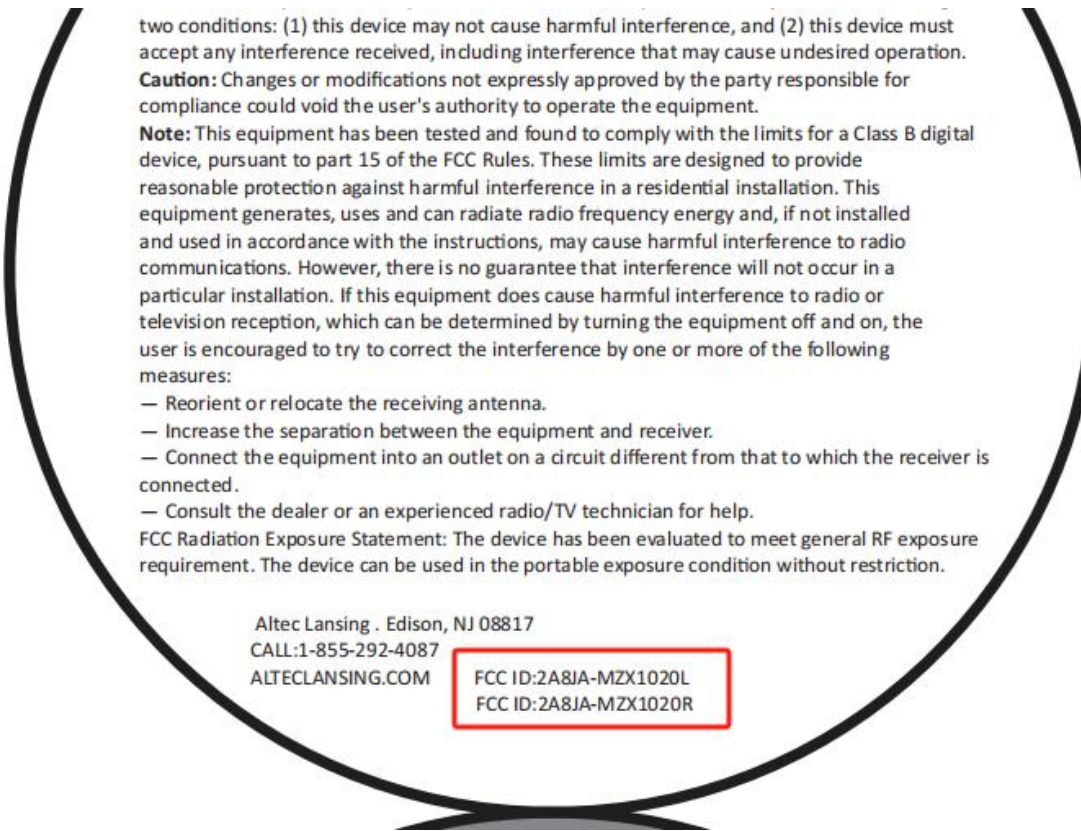 two conditions: (1) this device may not cause harmful interference, and (2) this device must
accept any interference received, including interference that may cause undesired operation.
Caution: Changes or modifications not expressly approved by the party responsible for
compliance could void the user's authority to operate the equipment.
Note: This equipment has been tested and found to comply with the limits for a Class B digital
device, pursuant to part 15 of the FCC Rules. These limits are designed to provide
reasonable protection against harmful interference in a residential installation. This
equipment generates, uses and can radiate radio frequency energy and, if not installed
and used in accordance with the instructions, may cause harmful interference to radio
communications. However, there is no guarantee that interference will not occur in a
particular installation. If this equipment does cause harmful interference to radio or
television reception, which can be determined by turning the equipment off and on, the
user is encouraged to try to correct the interference by one or more of the following
measures:
— Reorient or relocate the receiving antenna.
— Increase the separation between the equipment and receiver.
— Connect the equipment into an outlet on a circuit different from that to which the receiver is
connected.
— Consult the dealer or an experienced radio/TV technician for help.
FCC Radiation Exposure Statement: The device has been evaluated to meet general RF exposure
requirement. The device can be used in the portable exposure condition without restriction.
Altec Lansing . Edison, NJ 08817
CALL:1-855-292-4087
ALTECLANSING.COM
FCC ID:2A8JA-MZX1020L
FCC ID:2A8JA-MZX1020R